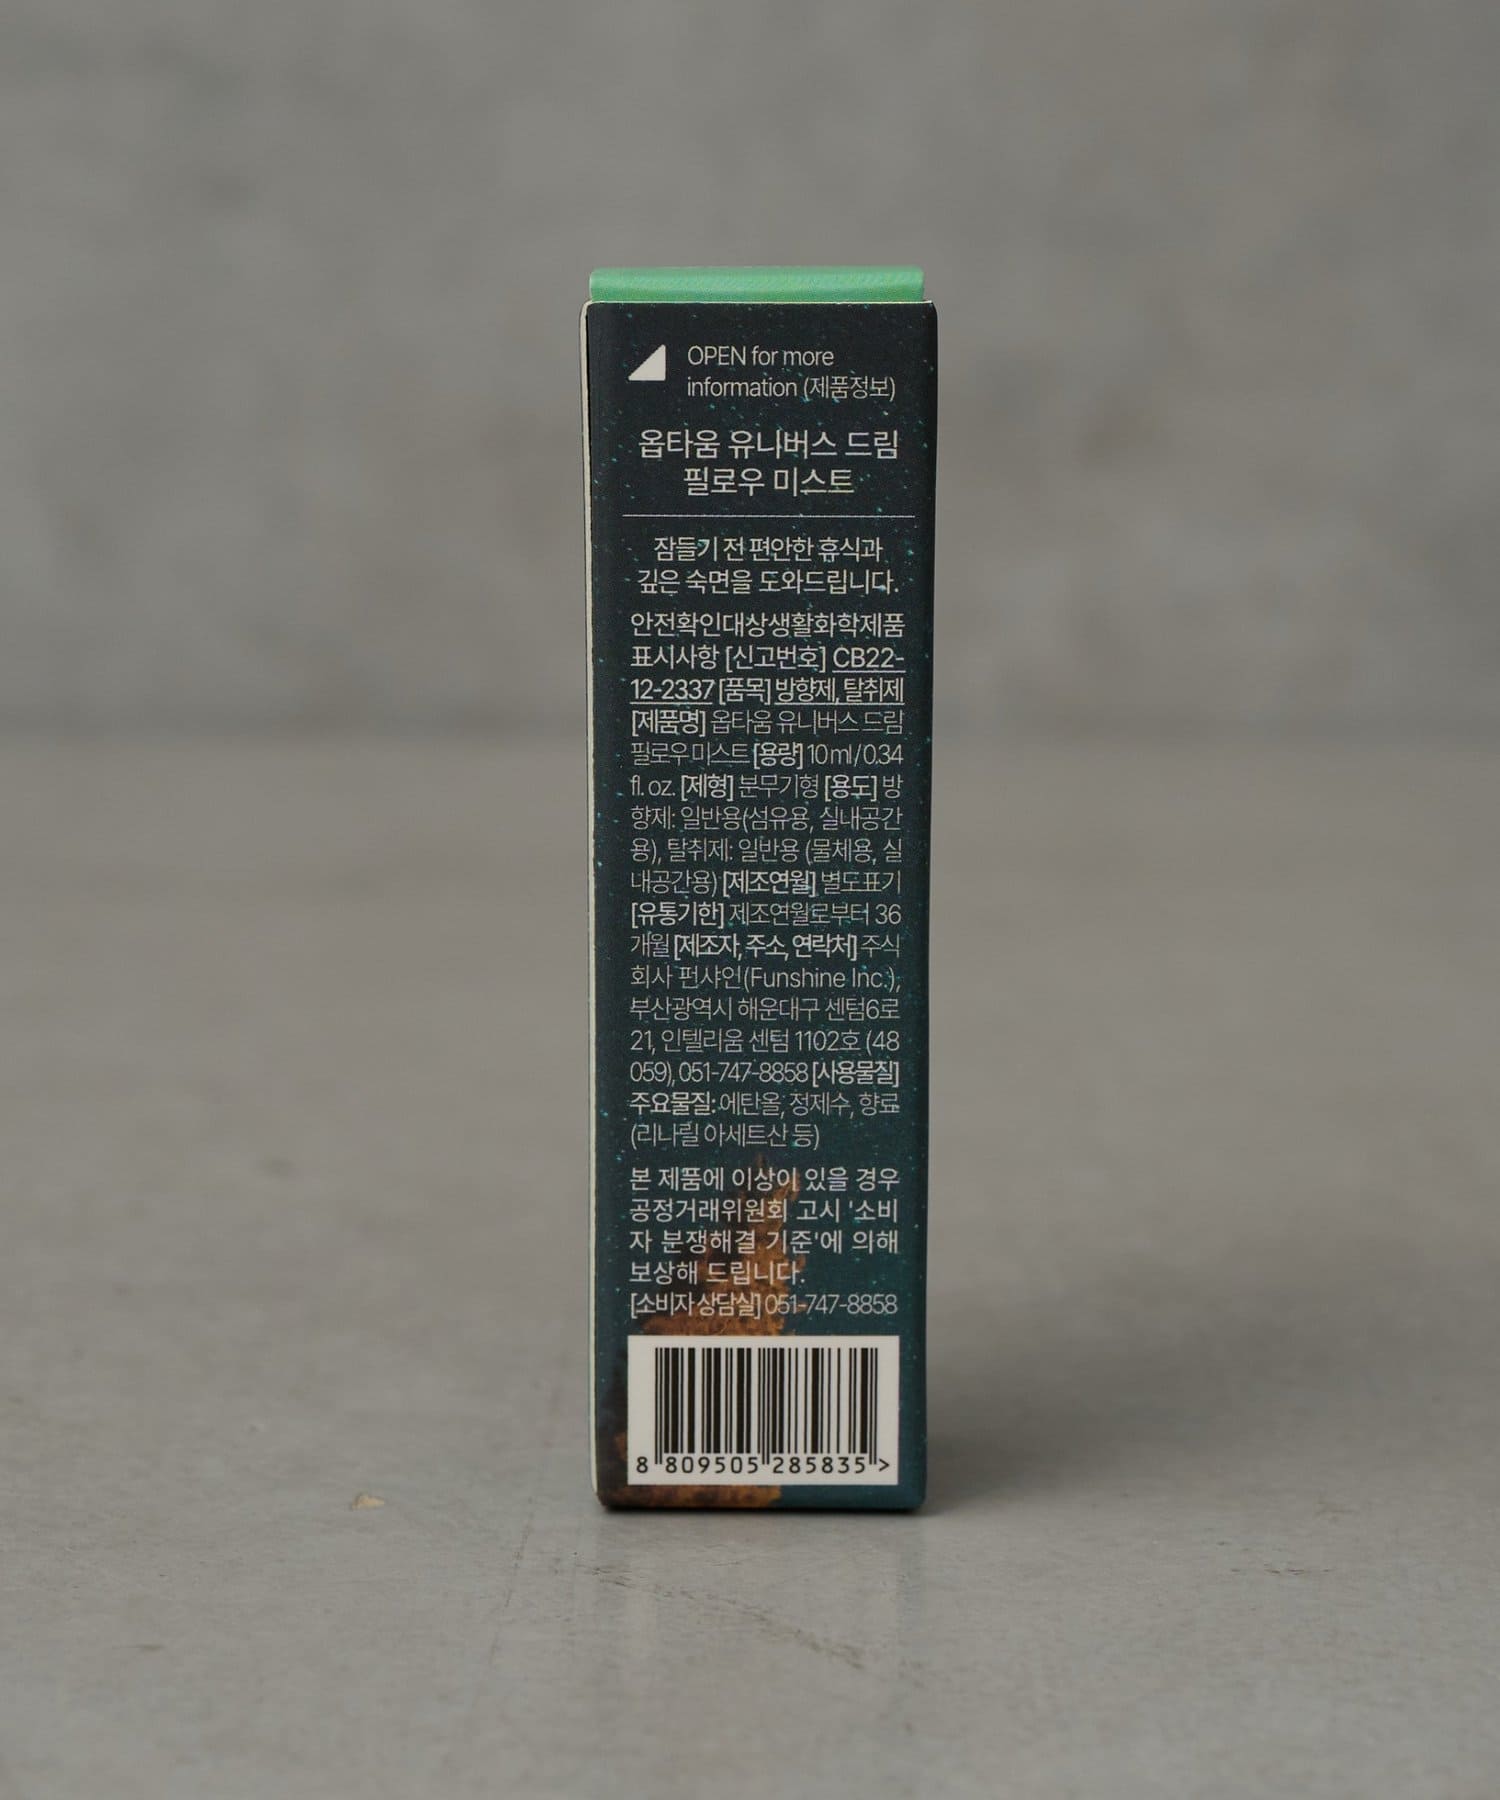 OPEN for more
information (제품정보)
옵타움 유니버스 드림
필로우 미스트
잠들기 전 편안한 휴식과
깊은 숙면을 도와드립니다.
안전확인대상생활화학제품
표시사항 [신고번호] CB22-
12-2337 [품목] 방향제, 탈취제
[제품명] 옵타움 유니버스 드림
필로우 미스트 [용량] 10ml/0.34
fl. oz. [제형] 분무기형 [용도] 방
향제: 일반용(섬유용, 실내공간
용), 탈취제: 일반용 (물체용, 실
내공간용) [제조연월] 별도표기
[유통기한] 제조연월로부터 36
개월 [제조자, 주소, 연락처] 주식
회사 펀샤인(Funshine Inc.),
부산광역시 해운대구 센텀6로
21, 인텔리움 센텀 1102호 (48
059), 051-747-8858 [사용물질]
주요물질: 에탄올, 정제수, 향료
(리나릴 아세트산 등)
본 제품에 이상이 있을 경우
공정거래위원회 고시 '소비
자 분쟁해결 기준'에 의해
보상해 드립니다.
[소비자 상담실] 051-747-8858
8 809505 285835 >